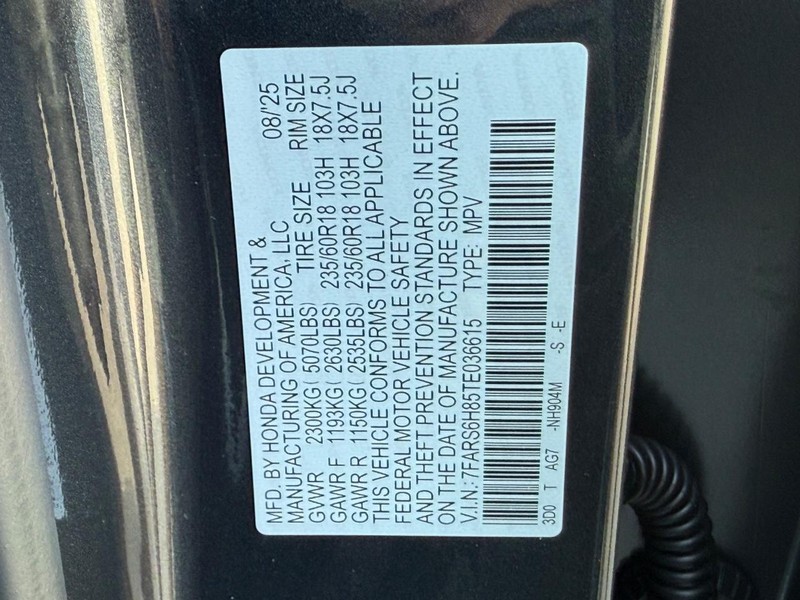 MFD. BY HONDA DEVELOPMENT & 08/'25
MANUFACTURING OF AMERICA, LLC
TIRE SIZE RIM SIZE
GVWR 2300KG( 5070LBS)
GAWR F 1193KG( 2630LBS) 235/60R18 103H 18X7.5J
GAWR R 1150KG( 2535LBS) 235/60R18 103H 18X7.5J
THIS VEHICLE CONFORMS TO ALL APPLICABLE
FEDERAL MOTOR VEHICLE SAFETY
AND THEFT PREVENTION STANDARDS IN EFFECT
ON THE DATE OF MANUFACTURE SHOWN ABOVE.
V.I.N.: 7FARS6H85TE036615 TYPE: MPV
3D0 T AG7 -NH904M -S -E